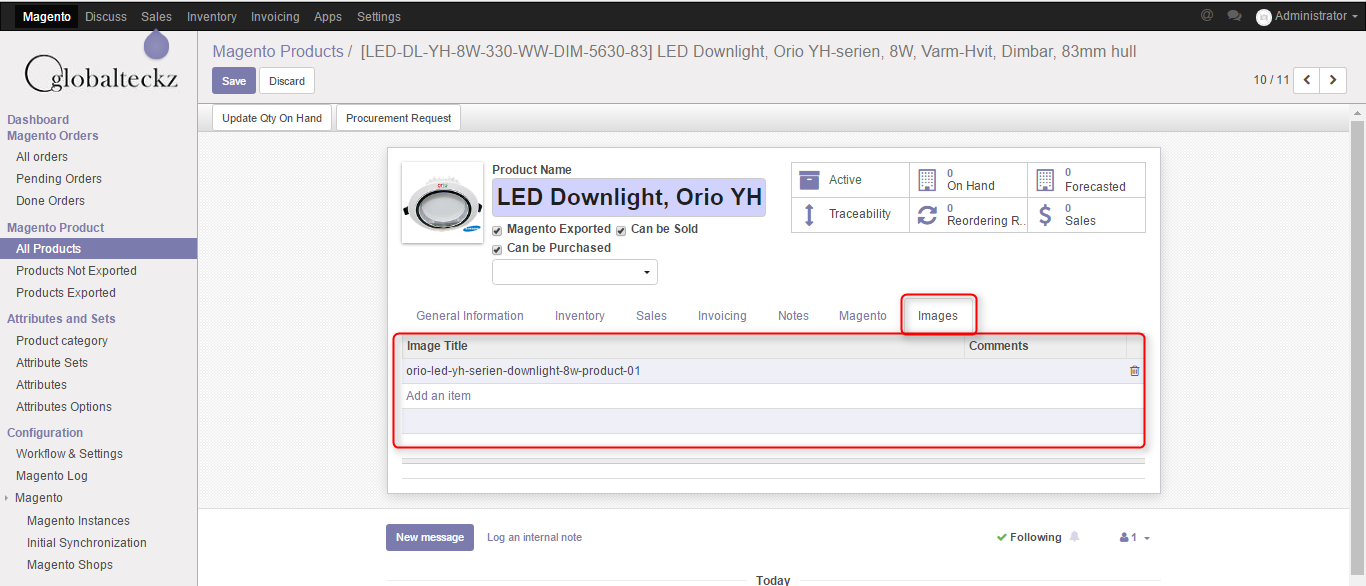 Magento Discuss Sales Inventory Invoicing Apps Settings @ Administrator
globalteckz
Magento Products / [LED-DL-YH-8W-330-WW-DIM-5630-83] LED Downlight, Orio YH-serien, 8W, Varm-Hvit, Dimbar, 83mm hull
Save Discard 10 / 11
Update Qty On Hand Procurement Request
Dashboard
Magento Orders
All orders
Pending Orders
Done Orders
Magento Product
All Products
Products Not Exported
Products Exported
Attributes and Sets
Product category
Attribute Sets
Attributes
Attributes Options
Configuration
Workflow & Settings
Magento Log
Magento
Magento Instances
Initial Synchronization
Magento Shops
Product Name
LED Downlight, Orio YH
Magento Exported Can be Sold
Can be Purchased
Active
0
On Hand
0
Forecasted
Traceability
0
Reordering R..
0
Sales
General Information Inventory Sales Invoicing Notes Magento Images
Image Title Comments
orio-led-yh-serien-downlight-8w-product-01
Add an item
New message Log an internal note Following 1
Today